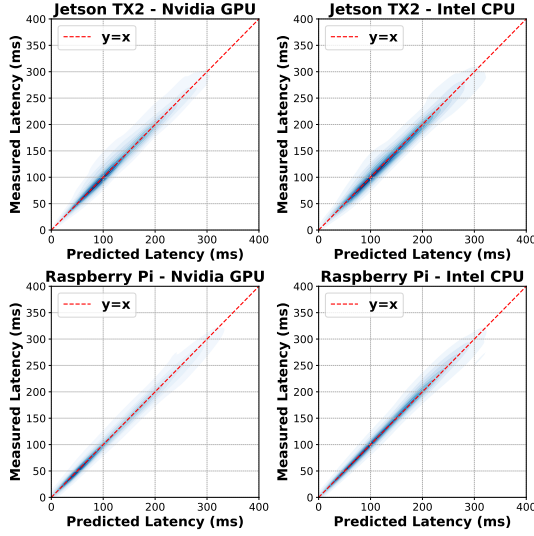 Jetson TX2 - Nvidia GPU
400
350
300
250
200
150
100
50
0
Measured Latency (ms)
y=x
0 100 200 300 400
Predicted Latency (ms)
Jetson TX2 - Intel CPU
400
350
300
250
200
150
100
50
0
Measured Latency (ms)
y=x
0 100 200 300 400
Predicted Latency (ms)
Raspberry Pi - Nvidia GPU
400
350
300
250
200
150
100
50
0
Measured Latency (ms)
y=x
0 100 200 300 400
Predicted Latency (ms)
Raspberry Pi - Intel CPU
400
350
300
250
200
150
100
50
0
Measured Latency (ms)
y=x
0 100 200 300 400
Predicted Latency (ms)